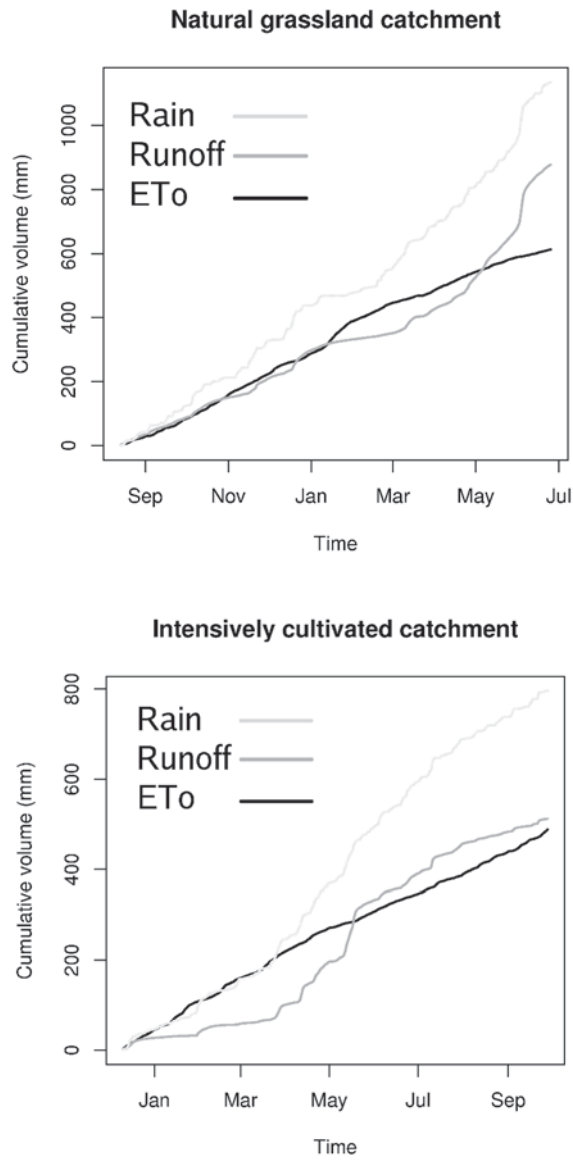 Natural grassland catchment
Rain
Runoff
ETo
Cumulative volume (mm)
0
200
400
600
800
1000
Sep
Nov
Jan
Mar
May
Jul
Time
Intensively cultivated catchment
Rain
Runoff
ETo
Cumulative volume (mm)
0
200
400
600
800
Jan
Mar
May
Jul
Sep
Time